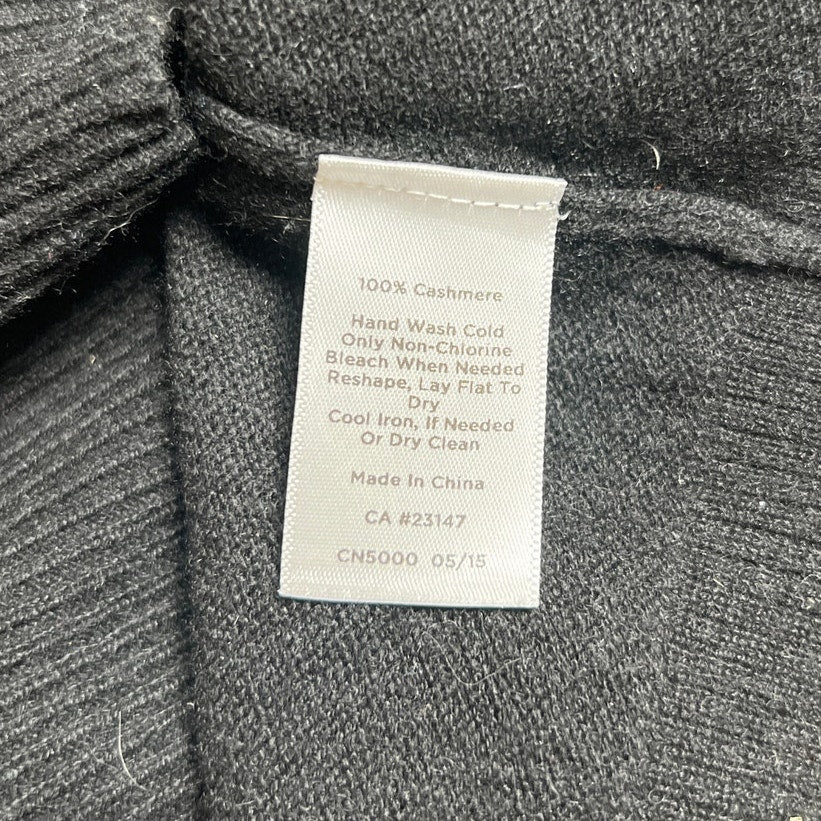 100% Cashmere
Hand Wash Cold
Only Non-Chlorine
Bleach When Needed
Reshape, Lay Flat To
Dry
Cool Iron, If Needed
Or Dry Clean
Made In China
CA #23147
CN5000 05/15